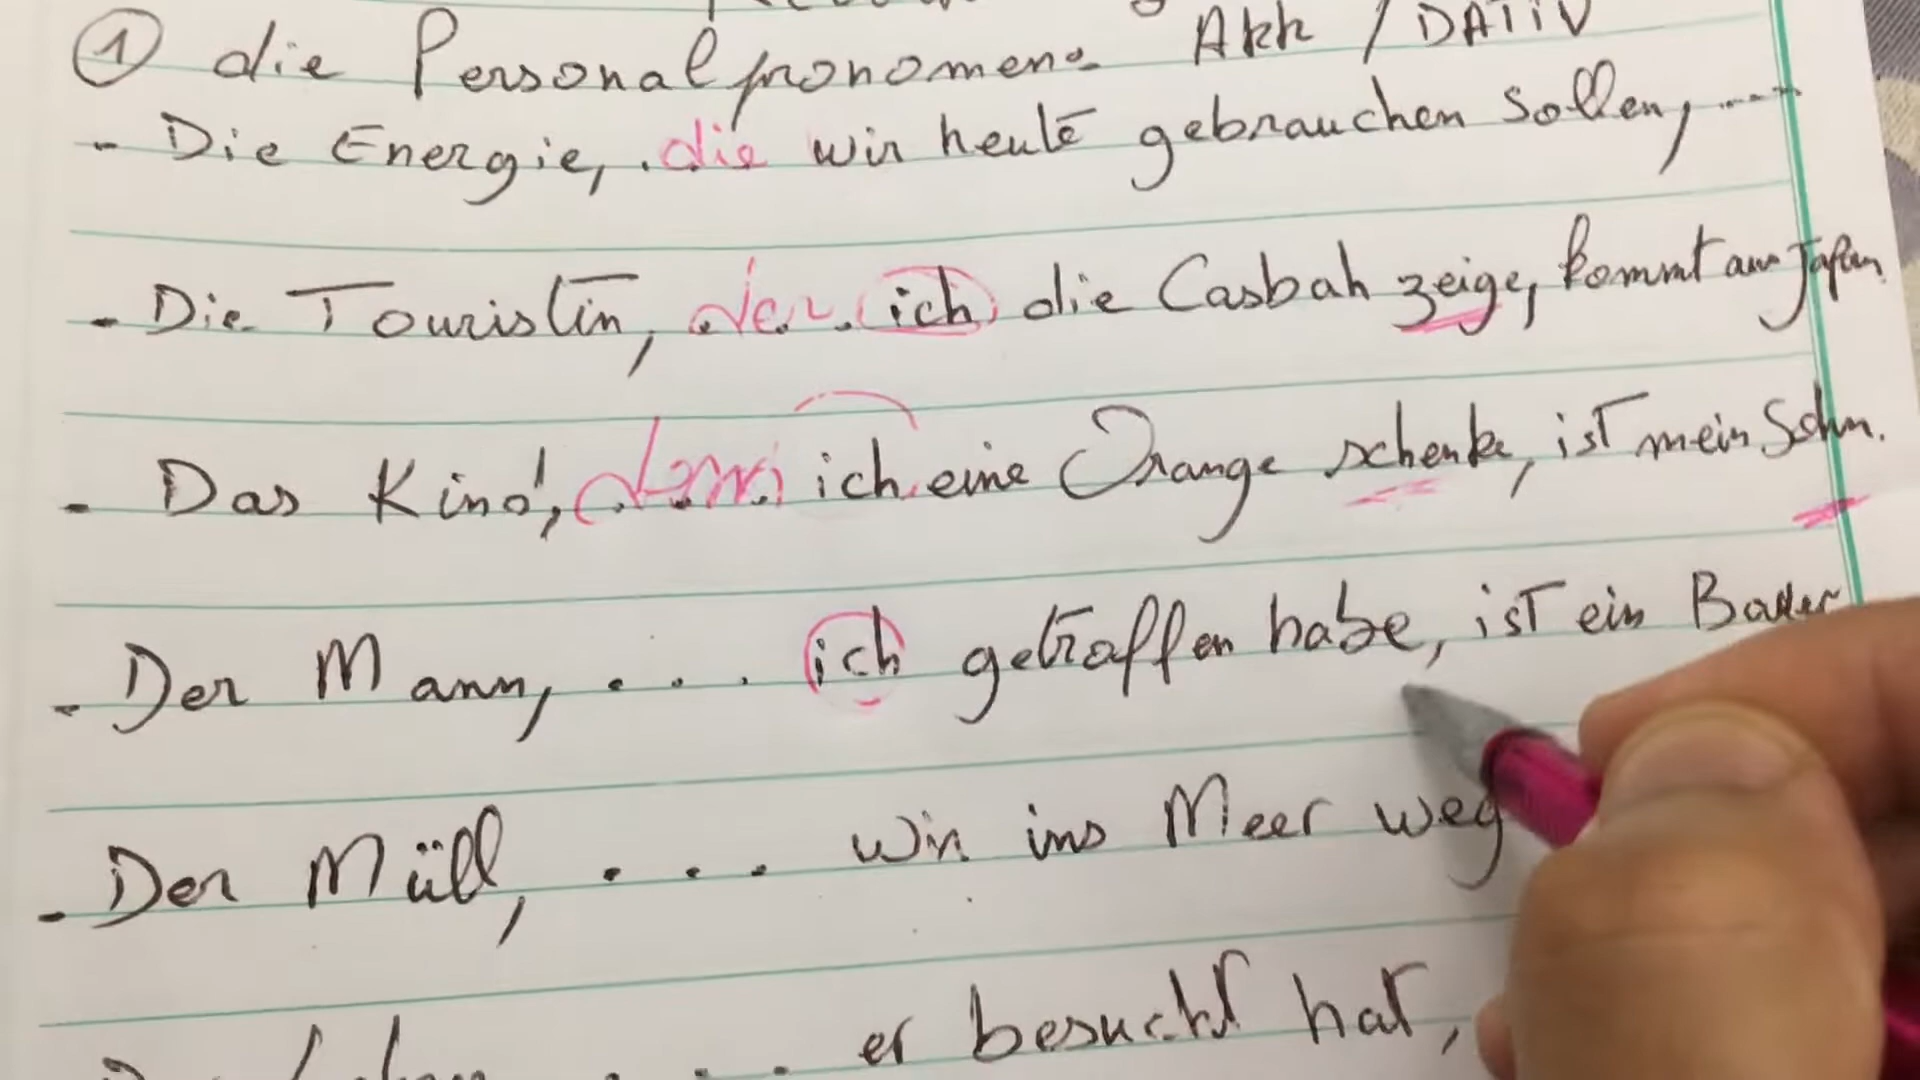 ① die Personalpronomen: Akk / DATiV
- Die Energie, die wir heute gebrauchen sollen, ....
- Die Touristin, der ich die Casbah zeige, kommt aus Japan.
- Das Kind, dem ich eine Orange schenke, ist mein Sohn.
- Der Mann, . . . ich getroffen habe, ist ein Bauer
- Der Müll, . . . wir ins Meer weg
. . . er besucht hat,